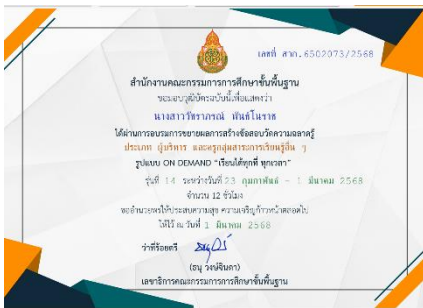 เลขที่ สวก.6502073/2568
สำนักงานคณะกรรมการการศึกษาขั้นพื้นฐาน
ขอมอบวุฒิบัตรฉบับนี้เพื่อแสดงว่า
นางสาววัชราภรณ์ พันธ์โนราช
ได้ผ่านการอบรมการขยายผลการสร้างข้อสอบวัดความฉลาดรู้
ประเภท ผู้บริหาร และครูกลุ่มสาระการเรียนรู้อื่น ๆ
รูปแบบ ON DEMAND "เรียนได้ทุกที่ ทุกเวลา"
รุ่นที่ 14 ระหว่างวันที่ 23 กุมภาพันธ์ - 1 มีนาคม 2568
จำนวน 12 ชั่วโมง
ขออำนวยพรให้ประสบความสุข ความเจริญก้าวหน้าตลอดไป
ให้ไว้ ณ วันที่ 1 มีนาคม 2568
ว่าที่ร้อยตรี
(ธนุ วงษ์จินดา)
เลขาธิการคณะกรรมการการศึกษาขั้นพื้นฐาน